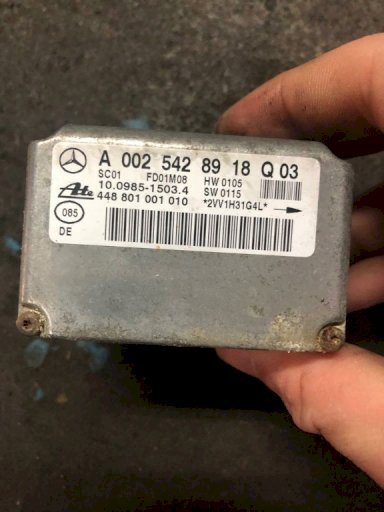 A 002 542 89 18 Q 03
SC01 FD01M08 HW 0105
Ate 10.0985-1503.4 SW 0115
448 801 001 010 *2VV1H31G4L*
085
DE